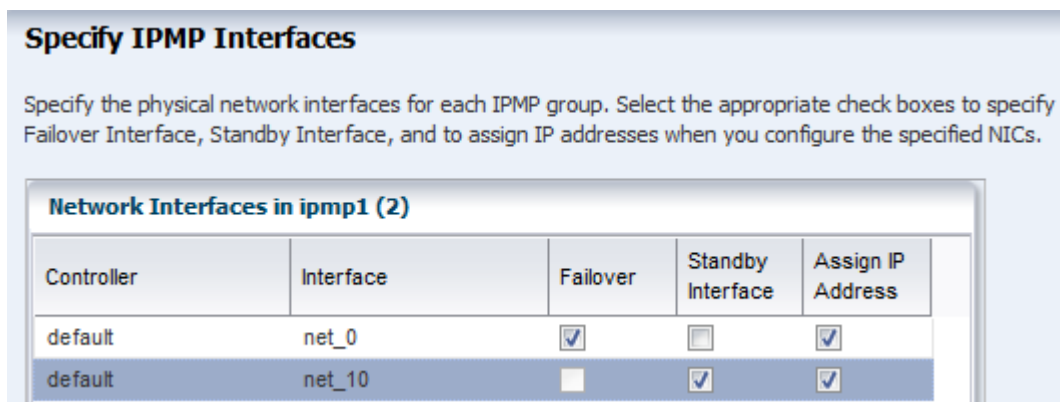 Specify IPMP Interfaces
Specify the physical network interfaces for each IPMP group. Select the appropriate check boxes to specify
Failover Interface, Standby Interface, and to assign IP addresses when you configure the specified NICs.
Network Interfaces in ipmp1 (2)
Controller Interface Failover Standby Interface Assign IP Address
default net_0
default net_10